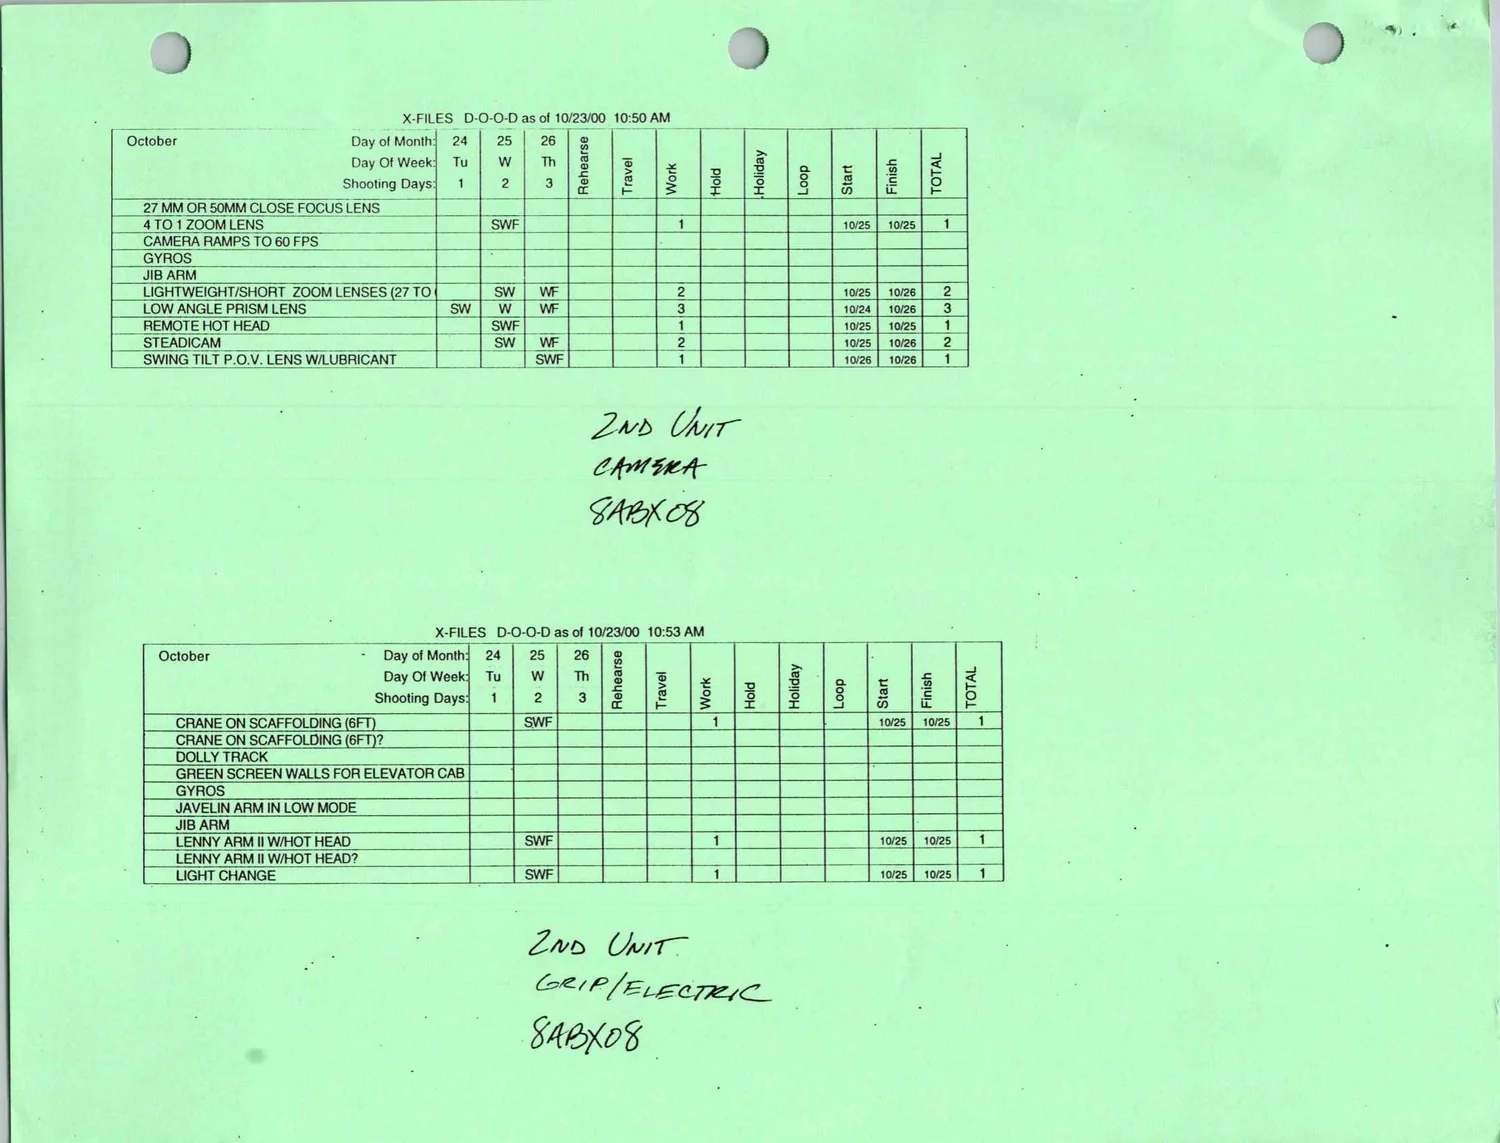 X-FILES D-O-O-D as of 10/23/00 10:50 AM
October Day of Month: 24 25 26 Rehearse Travel Work Hold Holiday Loop Start Finish TOTAL
Day Of Week: Tu W Th
Shooting Days: 1 2 3
27 MM OR 50MM CLOSE FOCUS LENS
4 TO 1 ZOOM LENS SWF 1 10/25 10/25 1
CAMERA RAMPS TO 60 FPS
GYROS
JIB ARM
LIGHTWEIGHT/SHORT ZOOM LENSES (27 TO SW WF 2 10/25 10/26 2
LOW ANGLE PRISM LENS SW W WF 3 10/24 10/26 3
REMOTE HOT HEAD SWF 1 10/25 10/25 1
STEADICAM SW WF 2 10/25 10/26 2
SWING TILT P.O.V. LENS W/LUBRICANT SWF 1 10/26 10/26 1
2ND UNIT
CAMERA
8ABX08
X-FILES D-O-O-D as of 10/23/00 10:53 AM
October Day of Month: 24 25 26 Rehearse Travel Work Hold Holiday Loop Start Finish TOTAL
Day Of Week: Tu W Th
Shooting Days: 1 2 3
CRANE ON SCAFFOLDING (6FT) SWF 1 10/25 10/25 1
CRANE ON SCAFFOLDING (6FT)?
DOLLY TRACK
GREEN SCREEN WALLS FOR ELEVATOR CAB
GYROS
JAVELIN ARM IN LOW MODE
JIB ARM
LENNY ARM II W/HOT HEAD SWF 1 10/25 10/25 1
LENNY ARM II W/HOT HEAD?
LIGHT CHANGE SWF 1 10/25 10/25 1
2ND UNIT
GRIP/ELECTRIC
8ABX08